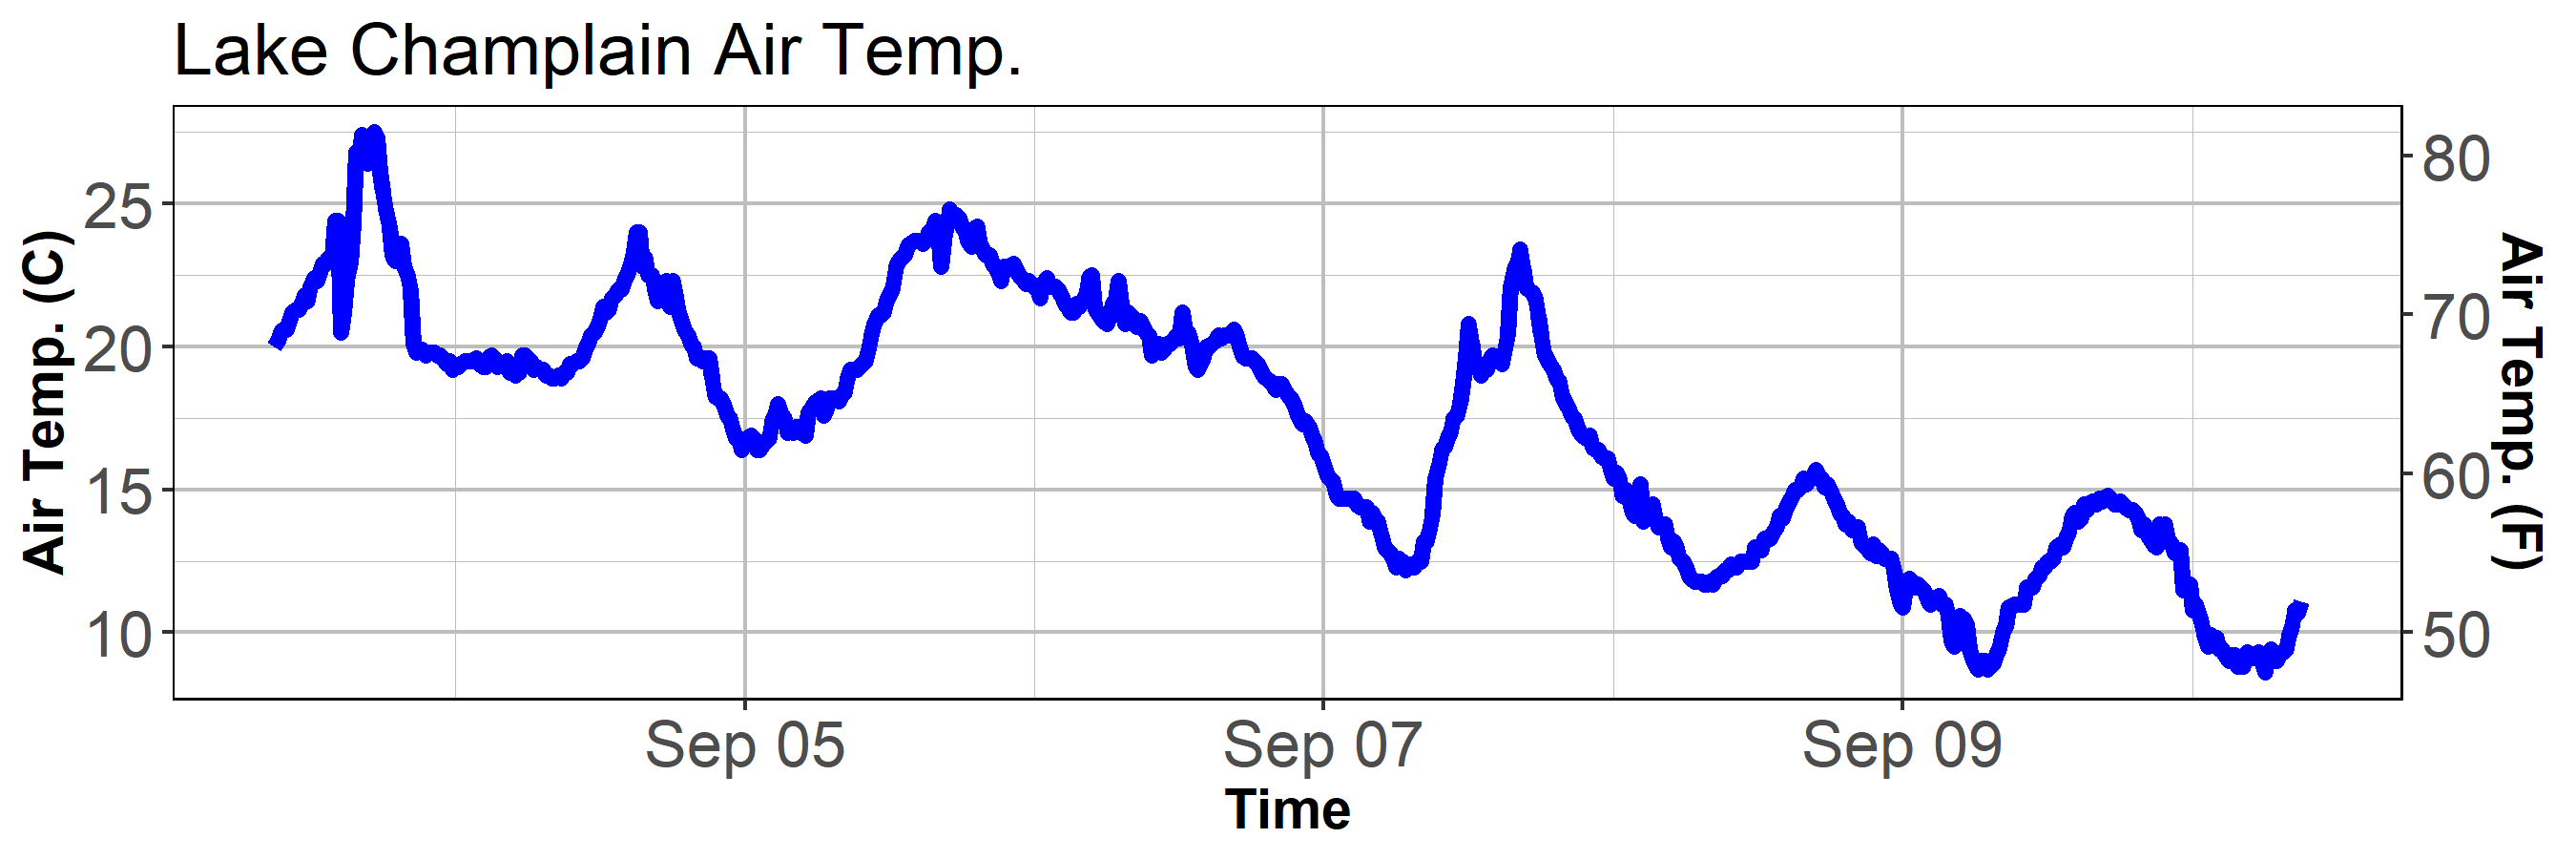 Lake Champlain Air Temp.
Air Temp. (C)
25
20
15
10
80
70
60
50
Air Temp. (F)
Sep 05
Sep 07
Sep 09
Time